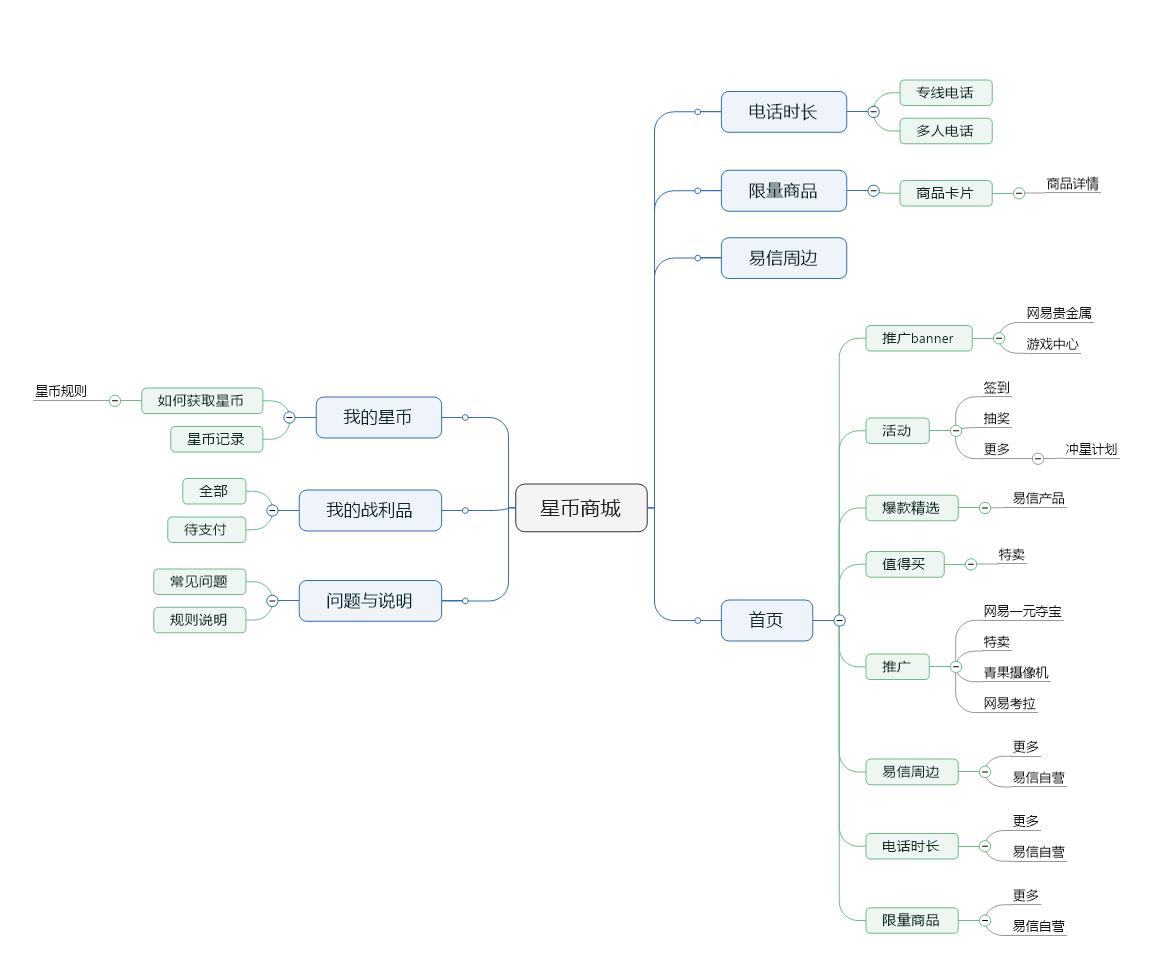 星币商城
电话时长
专线电话
多人电话
限量商品
商品卡片
商品详情
易信周边
首页
推广banner
网易贵金属
游戏中心
活动
签到
抽奖
更多
冲星计划
爆款精选
易信产品
值得买
特卖
推广
网易一元夺宝
特卖
青果摄像机
网易考拉
易信周边
更多
易信自营
电话时长
更多
易信自营
限量商品
更多
易信自营
我的星币
如何获取星币
星币规则
星币记录
我的战利品
全部
待支付
问题与说明
常见问题
规则说明